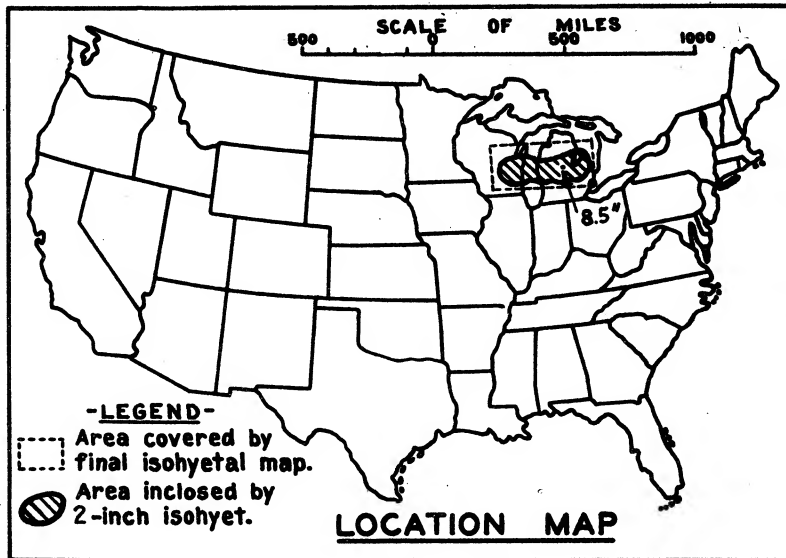 SCALE OF MILES
500 0 500 1000
8.5"
-LEGEND-
Area covered by
final isohyetal map.
Area inclosed by
2-inch isohyet.
LOCATION MAP